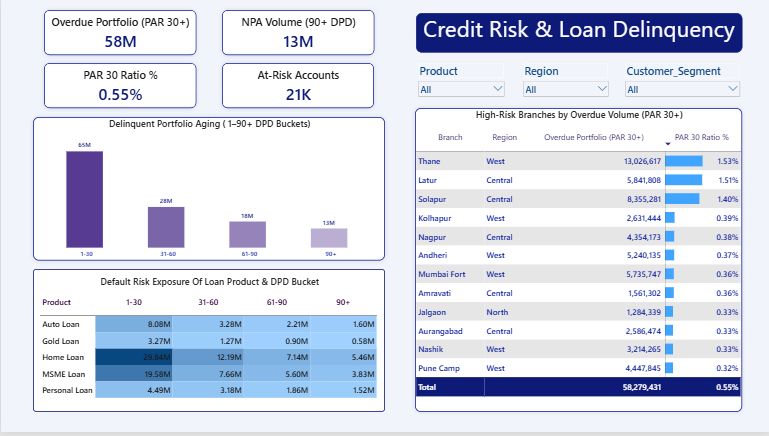 Overdue Portfolio (PAR 30+)
58M
NPA Volume (90+ DPD)
13M
PAR 30 Ratio %
0.55%
At-Risk Accounts
21K
Credit Risk & Loan Delinquency
Product
All
Region
All
Customer_Segment
All
Delinquent Portfolio Aging ( 1–90+ DPD Buckets)
65M
28M
18M
13M
1-30 31-60 61-90 90+
Default Risk Exposure Of Loan Product & DPD Bucket
Product 1-30 31-60 61-90 90+
Auto Loan 8.08M 3.28M 2.21M 1.60M
Gold Loan 3.27M 1.27M 0.90M 0.58M
Home Loan 12.19M 7.14M 5.46M
MSME Loan 19.58M 7.66M 5.60M 3.83M
Personal Loan 4.49M 3.18M 1.86M 1.52M
High-Risk Branches by Overdue Volume (PAR 30+)
Branch Region Overdue Portfolio (PAR 30+) PAR 30 Ratio %
Thane West 13,026,617 1.53%
Latur Central 5,841,808 1.51%
Solapur Central 8,355,281 1.40%
Kolhapur West 2,631,444 0.39%
Nagpur Central 4,354,173 0.38%
Andheri West 5,240,135 0.37%
Mumbai Fort West 5,735,747 0.36%
Amravati Central 1,561,302 0.36%
Jalgaon North 1,284,339 0.33%
Aurangabad Central 2,586,474 0.33%
Nashik West 3,214,265 0.33%
Pune Camp West 4,447,845 0.32%
Total 58,279,431 0.55%